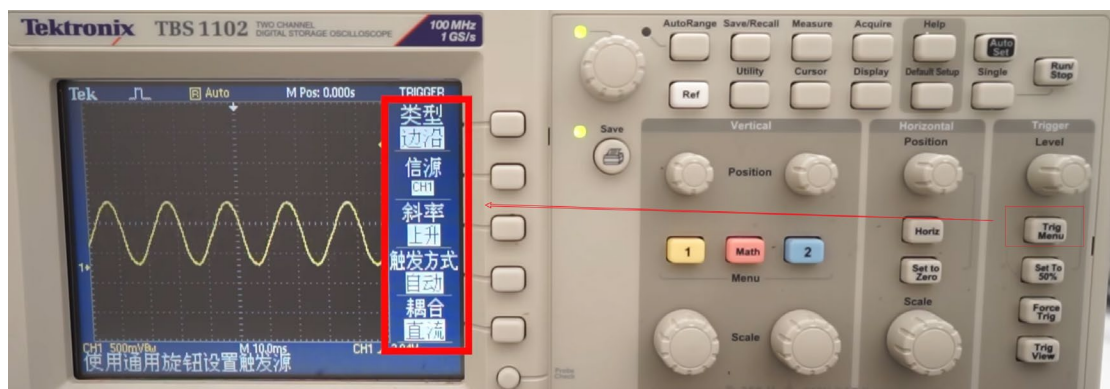 Tektronix TBS 1102 TWO CHANNEL DIGITAL STORAGE OSCILLOSCOPE 100 MHz 1 GS/s
Tek Auto M Pos: 0.000s TRIGGER
类型
边沿
信源
CH1
斜率
上升
触发方式
自动
耦合
直流
1
CH1 500mVBw M 10.0ms CH1
使用通用旋钮设置触发源
AutoRange Save/Recall Measure Acquire Help
Auto Set
Run/Stop
Utility Cursor Display Default Setup Single
Ref
Save
Vertical Horizontal Trigger
Position Level
Position
Horiz
Trig Menu
1 Math 2
Menu
Set to Zero
Set To 50%
Scale
Force Trig
Scale
Trig View
Probe Check